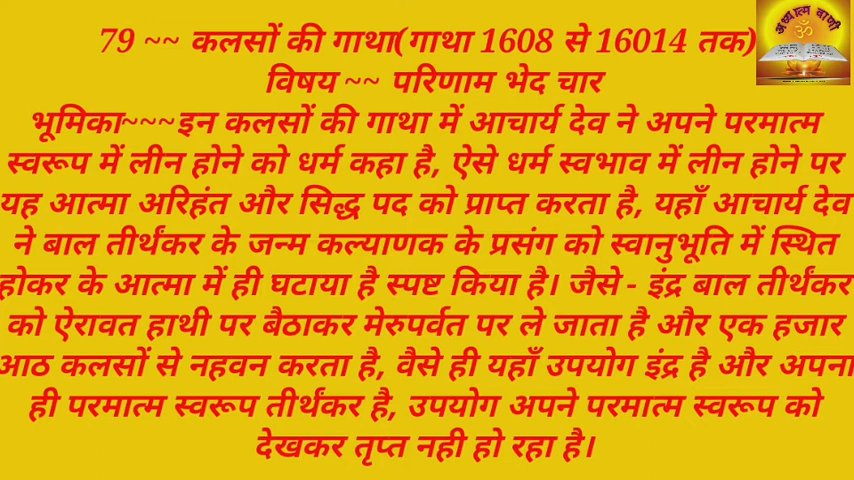 79 ~~ कलसों की गाथा(गाथा 1608 से 16014 तक)
अध्यात्म वाणी
ॐ
विषय ~~ परिणाम भेद चार
भूमिका~~~इन कलसों की गाथा में आचार्य देव ने अपने परमात्म
स्वरूप में लीन होने को धर्म कहा है, ऐसे धर्म स्वभाव में लीन होने पर
यह आत्मा अरिहंत और सिद्ध पद को प्राप्त करता है, यहाँ आचार्य देव
ने बाल तीर्थंकर के जन्म कल्याणक के प्रसंग को स्वानुभूति में स्थित
होकर के आत्मा में ही घटाया है स्पष्ट किया है। जैसे - इंद्र बाल तीर्थंकर
को ऐरावत हाथी पर बैठाकर मेरुपर्वत पर ले जाता है और एक हजार
आठ कलसों से नहवन करता है, वैसे ही यहाँ उपयोग इंद्र है और अपना
ही परमात्म स्वरूप तीर्थंकर है, उपयोग अपने परमात्म स्वरूप को
देखकर तृप्त नही हो रहा है।